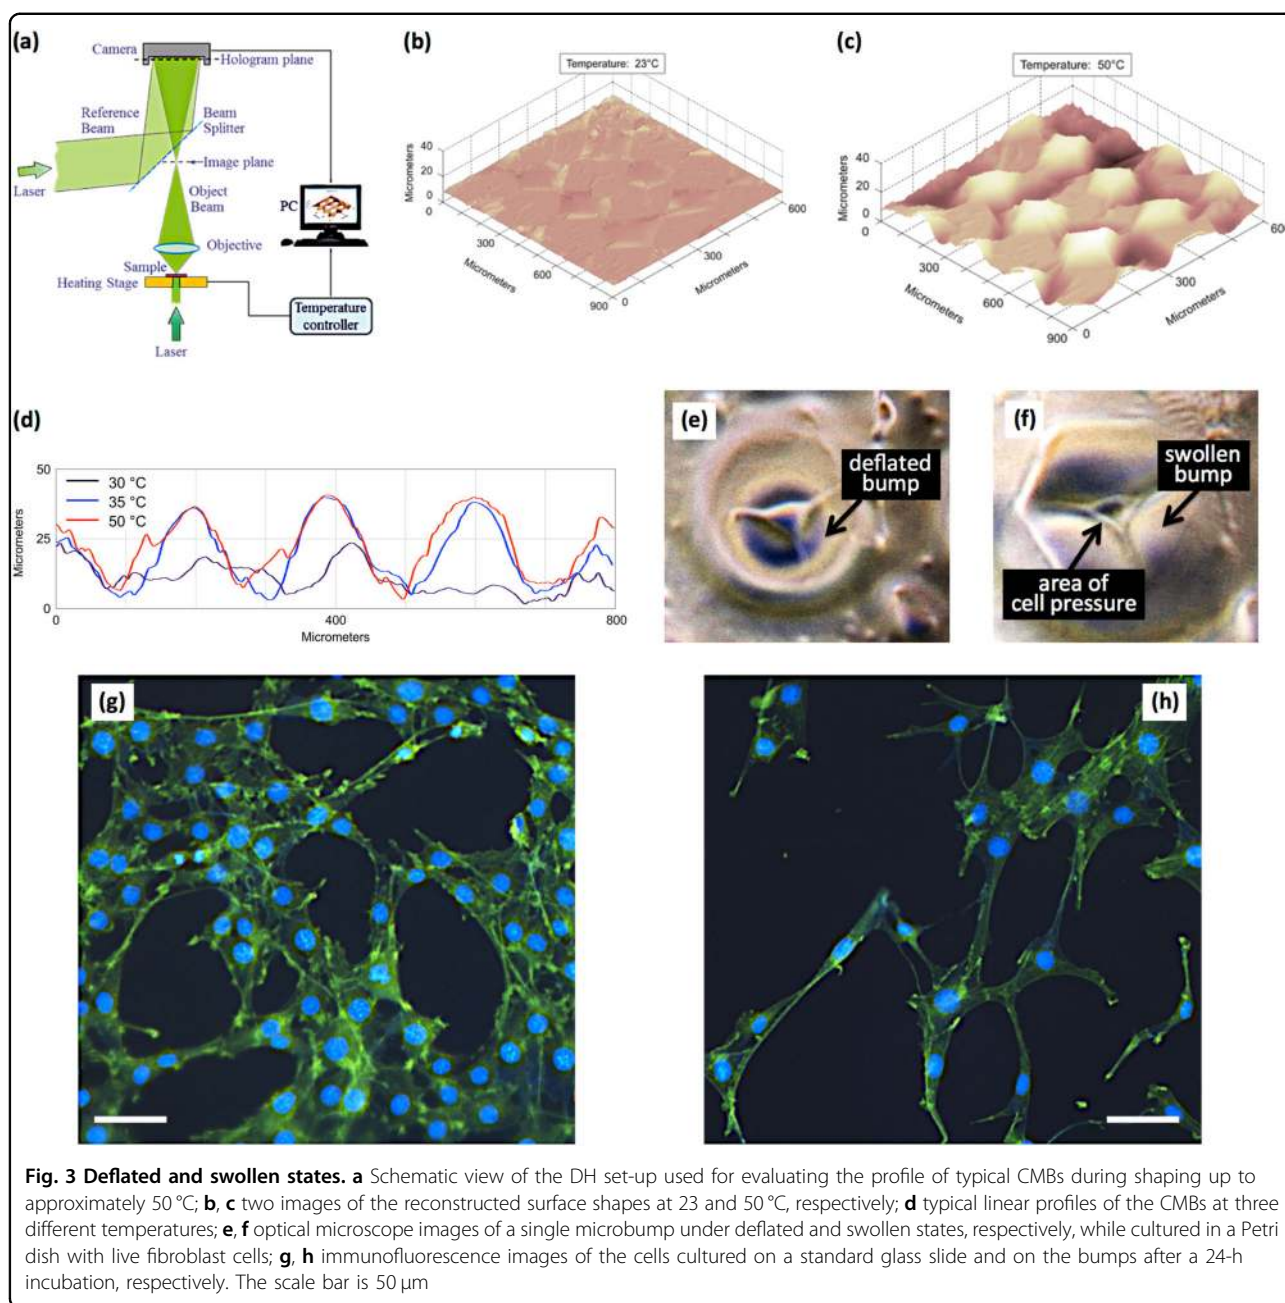 (a)
Camera
Hologram plane
Reference
Beam
Beam
Splitter
Image plane
Laser
Object
Beam
PC
Objective
Sample
Heating Stage
Temperature
controller
Laser
(b)
Temperature: 23°C
Micrometers
40
20
0
0
300
600
900
Micrometers
0
300
600
Micrometers
(c)
Temperature: 50°C
Micrometers
40
20
0
0
300
600
900
Micrometers
0
300
600
Micrometers
(d)
50
25
0
Micrometers
30 °C
35 °C
50 °C
0
400
800
Micrometers
(e)
deflated
bump
(f)
swollen
bump
area of
cell pressure
(g)
(h)
Fig. 3 Deflated and swollen states. a Schematic view of the DH set-up used for evaluating the profile of typical CMBs during shaping up to
approximately 50 °C; b, c two images of the reconstructed surface shapes at 23 and 50 °C, respectively; d typical linear profiles of the CMBs at three
different temperatures; e, f optical microscope images of a single microbump under deflated and swollen states, respectively, while cultured in a Petri
dish with live fibroblast cells; g, h immunofluorescence images of the cells cultured on a standard glass slide and on the bumps after a 24-h
incubation, respectively. The scale bar is 50 μm